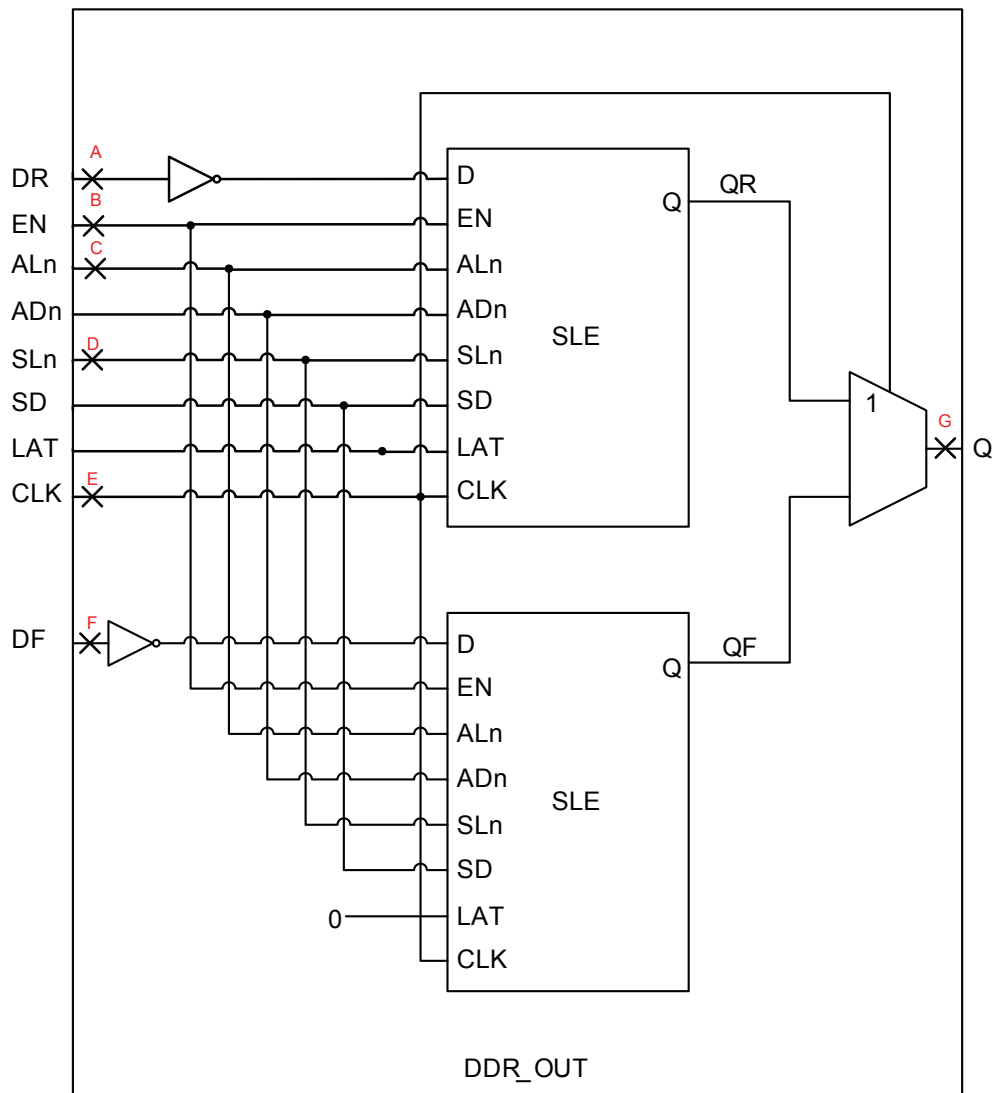 A
DR
D
QR
Q
B
EN
EN
C
ALn
ALn
ADn
ADn
SLE
D
SLn
SLn
SD
SD
1
G
LAT
LAT
Q
E
CLK
CLK
F
DF
D
QF
Q
EN
ALn
ADn
SLE
SLn
SD
0
LAT
CLK
DDR_OUT